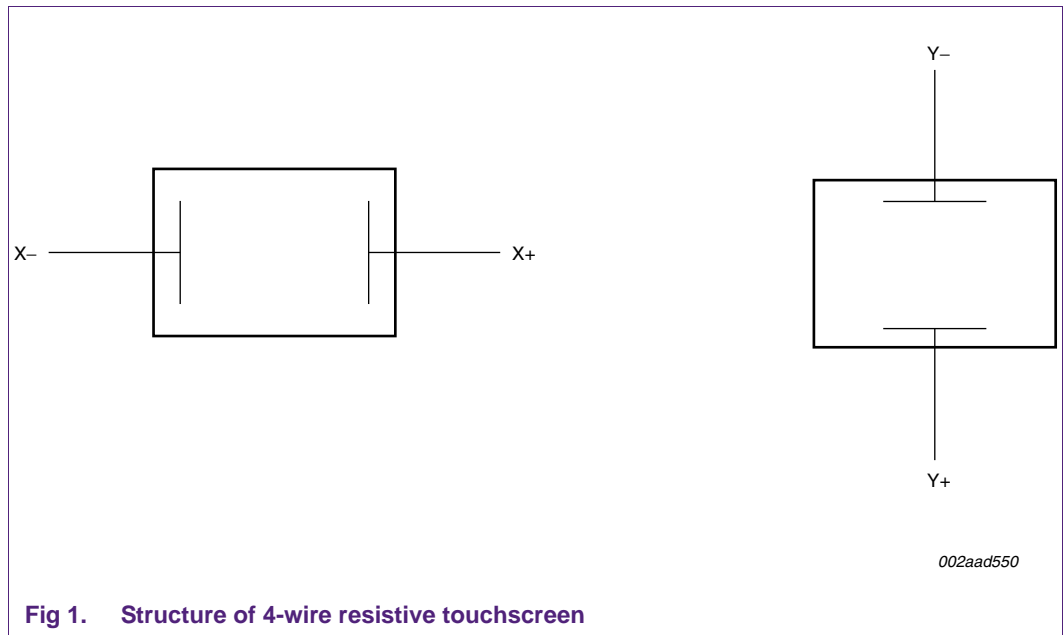 Y−
X−
X+
Y+
002aad550
Fig 1. Structure of 4-wire resistive touchscreen